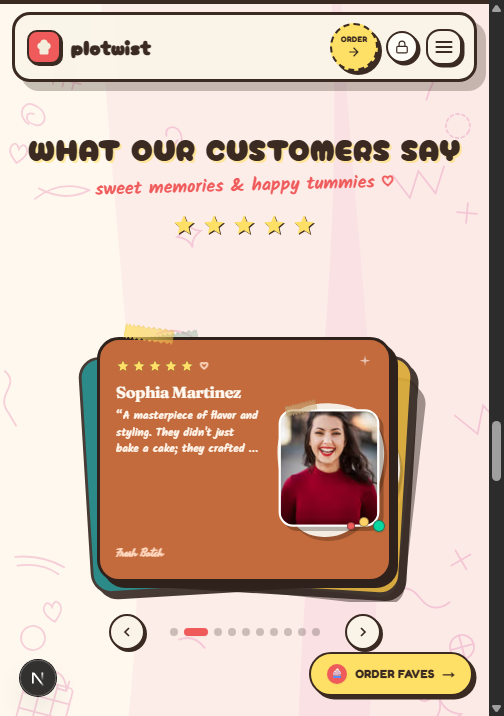 plotwist
ORDER
→
WHAT OUR CUSTOMERS SAY
sweet memories & happy tummies ♡
Sophia Martinez
“A masterpiece of flavor and
styling. They didn't just
bake a cake; they crafted ...
Fresh Batch
N
ORDER FAVES →